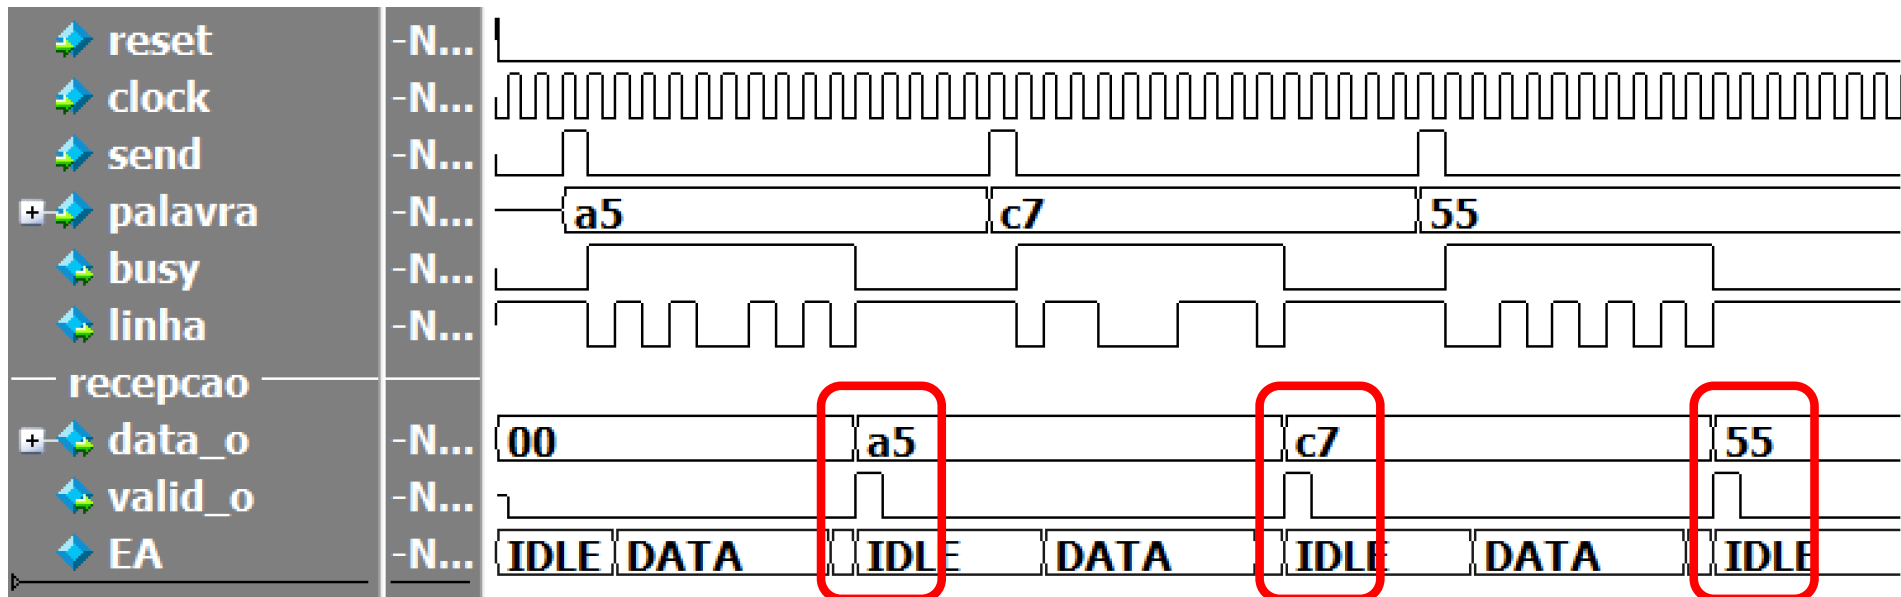 reset -N...
clock -N...
send -N...
palavra -N... a5 c7 55
busy -N...
linha -N...
recepcao
data_o -N... 00 a5 c7 55
valid_o -N...
EA -N... IDLE DATA IDLE DATA IDLE DATA IDLE